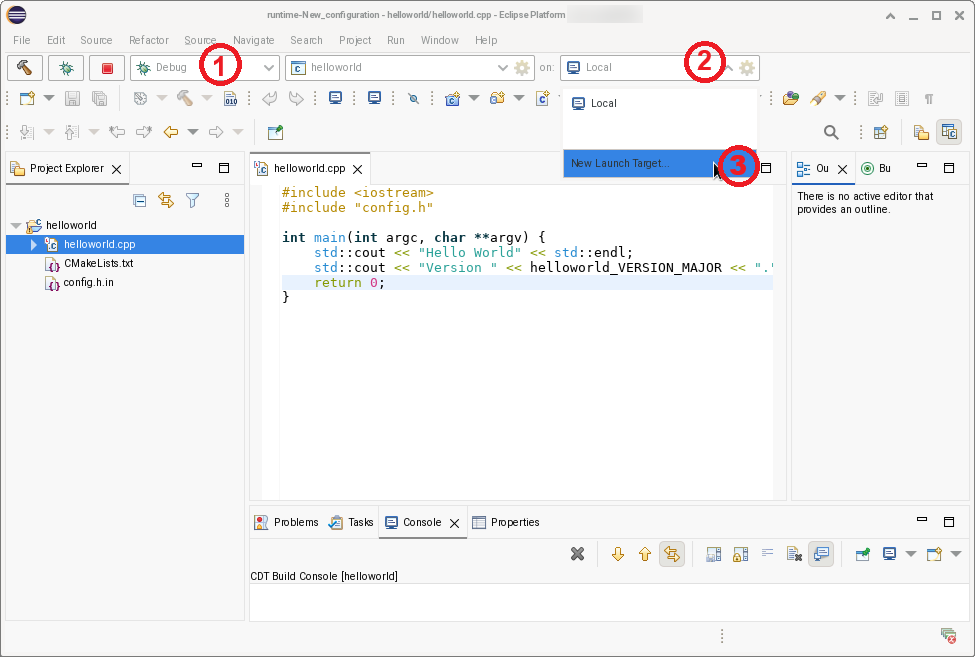 runtime-New_configuration - helloworld/helloworld.cpp - Eclipse Platform
File Edit Source Refactor Source Navigate Search Project Run Window Help
Debug 1 helloworld on: Local 2
010
Local
New Launch Target... 3
Project Explorer
helloworld
helloworld.cpp
CMakeLists.txt
config.h.in
helloworld.cpp
#include <iostream>
#include "config.h"
int main(int argc, char **argv) {
std::cout << "Hello World" << std::endl;
std::cout << "Version " << helloworld_VERSION_MAJOR << "."
return 0;
}
Ou Bu
There is no active editor that
provides an outline.
Problems Tasks Console Properties
CDT Build Console [helloworld]